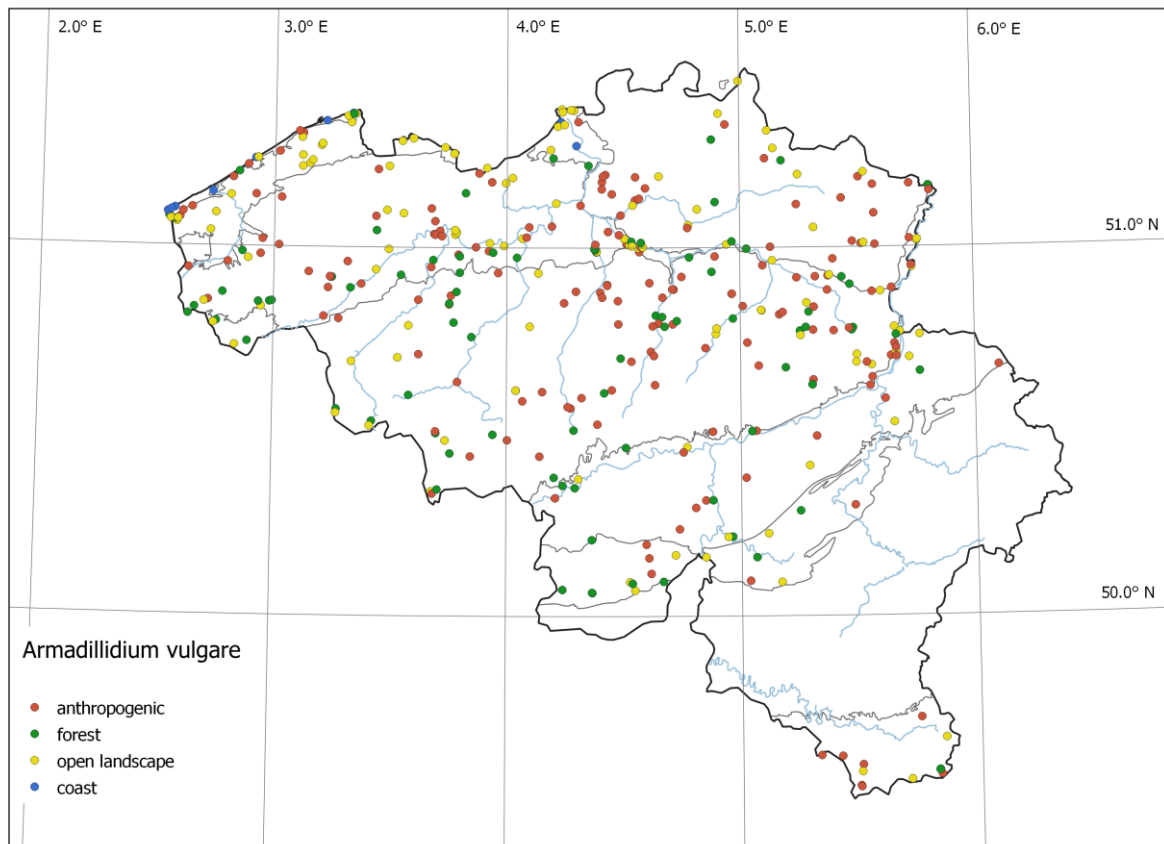 2.0° E
3.0° E
4.0° E
5.0° E
6.0° E
51.0° N
50.0° N
Armadillidium vulgare
anthropogenic
forest
open landscape
coast